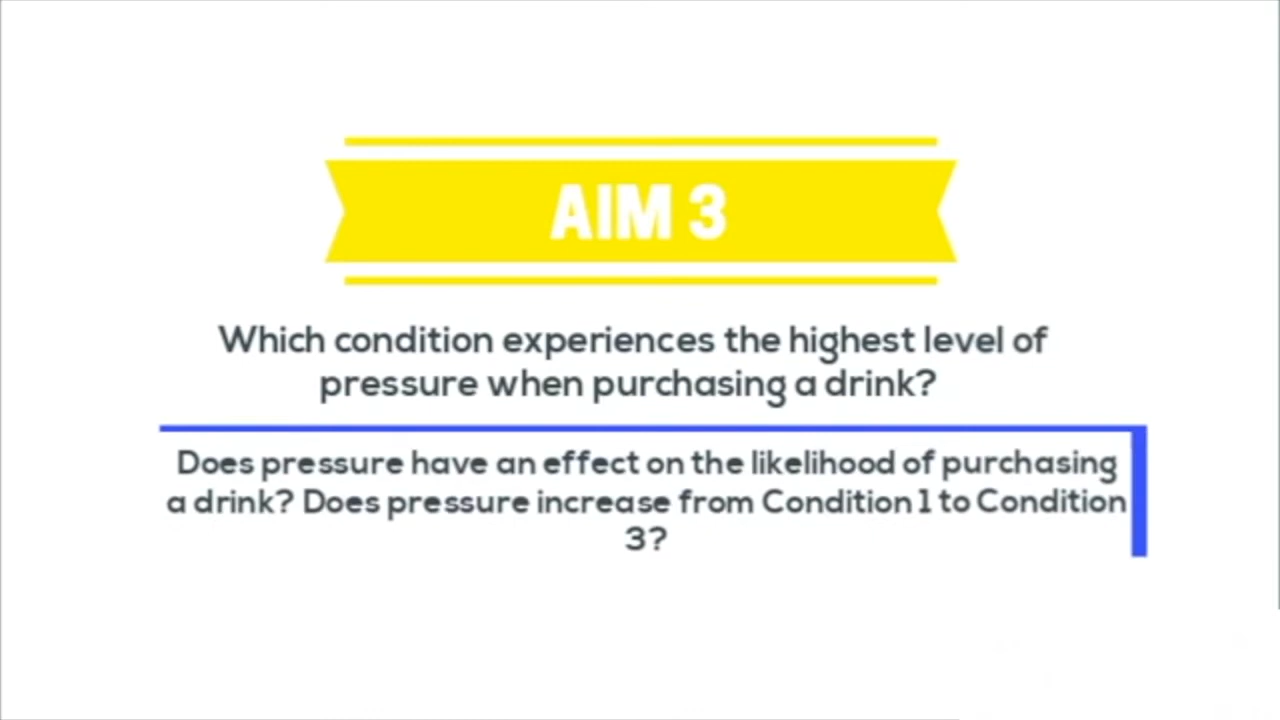 AIM 3
Which condition experiences the highest level of
pressure when purchasing a drink?
Does pressure have an effect on the likelihood of purchasing
a drink? Does pressure increase from Condition 1 to Condition
3?